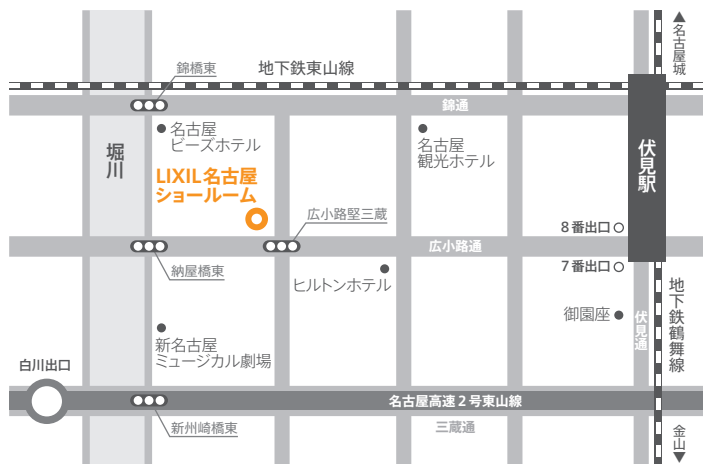 ▲名古屋城
錦橋東
地下鉄東山線
錦通
名古屋
ビーズホテル
名古屋
観光ホテル
堀川
伏見駅
LIXIL名古屋
ショールーム
広小路堅三蔵
8番出口
広小路通
納屋橋東
7番出口
ヒルトンホテル
地下鉄鶴舞線
御園座
伏見通
新名古屋
ミュージカル劇場
白川出口
名古屋高速2号東山線
新州崎橋東
三蔵通
金山▼